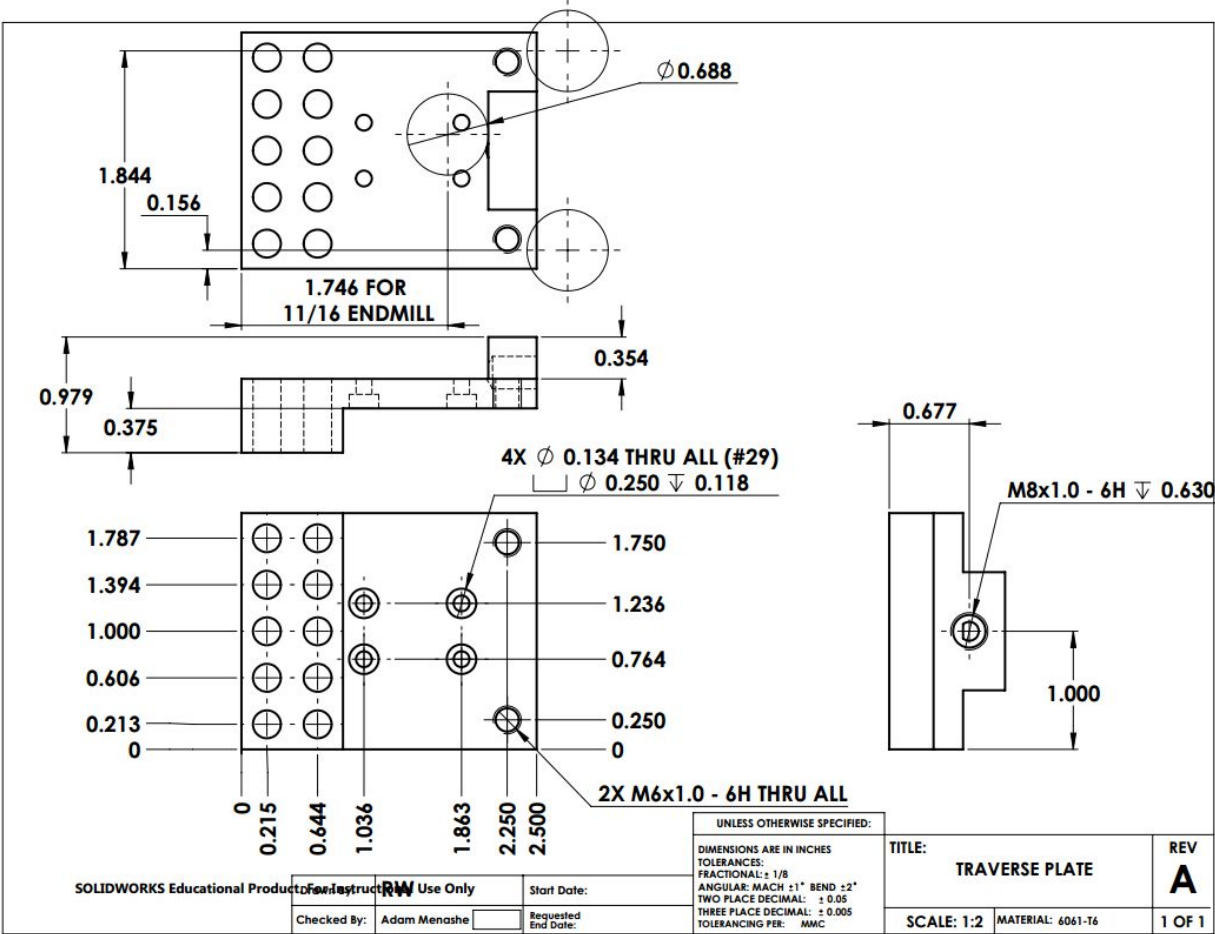 ⌀0.688
1.844
0.156
1.746 FOR
11/16 ENDMILL
0.354
0.979
0.375
0.677
4X ⌀ 0.134 THRU ALL (#29)
⌴ ⌀ 0.250 ↧ 0.118
M8x1.0 - 6H ↧ 0.630
1.787
1.394
1.000
0.606
0.213
0
1.750
1.236
0.764
0.250
0
1.000
2X M6x1.0 - 6H THRU ALL
0
0.215
0.644
1.036
1.863
2.250
2.500
UNLESS OTHERWISE SPECIFIED:
DIMENSIONS ARE IN INCHES
TOLERANCES:
FRACTIONAL: ± 1/8
ANGULAR: MACH ±1° BEND ±2°
TWO PLACE DECIMAL: ± 0.05
THREE PLACE DECIMAL: ± 0.005
TOLERANCING PER: MMC
TITLE:
TRAVERSE PLATE
REV
A
SCALE: 1:2
MATERIAL: 6061-T6
1 OF 1
SOLIDWORKS Educational Product. For Instructional Use Only
Drawn By:
RW
Start Date:
Checked By:
Adam Menashe
Requested
End Date: